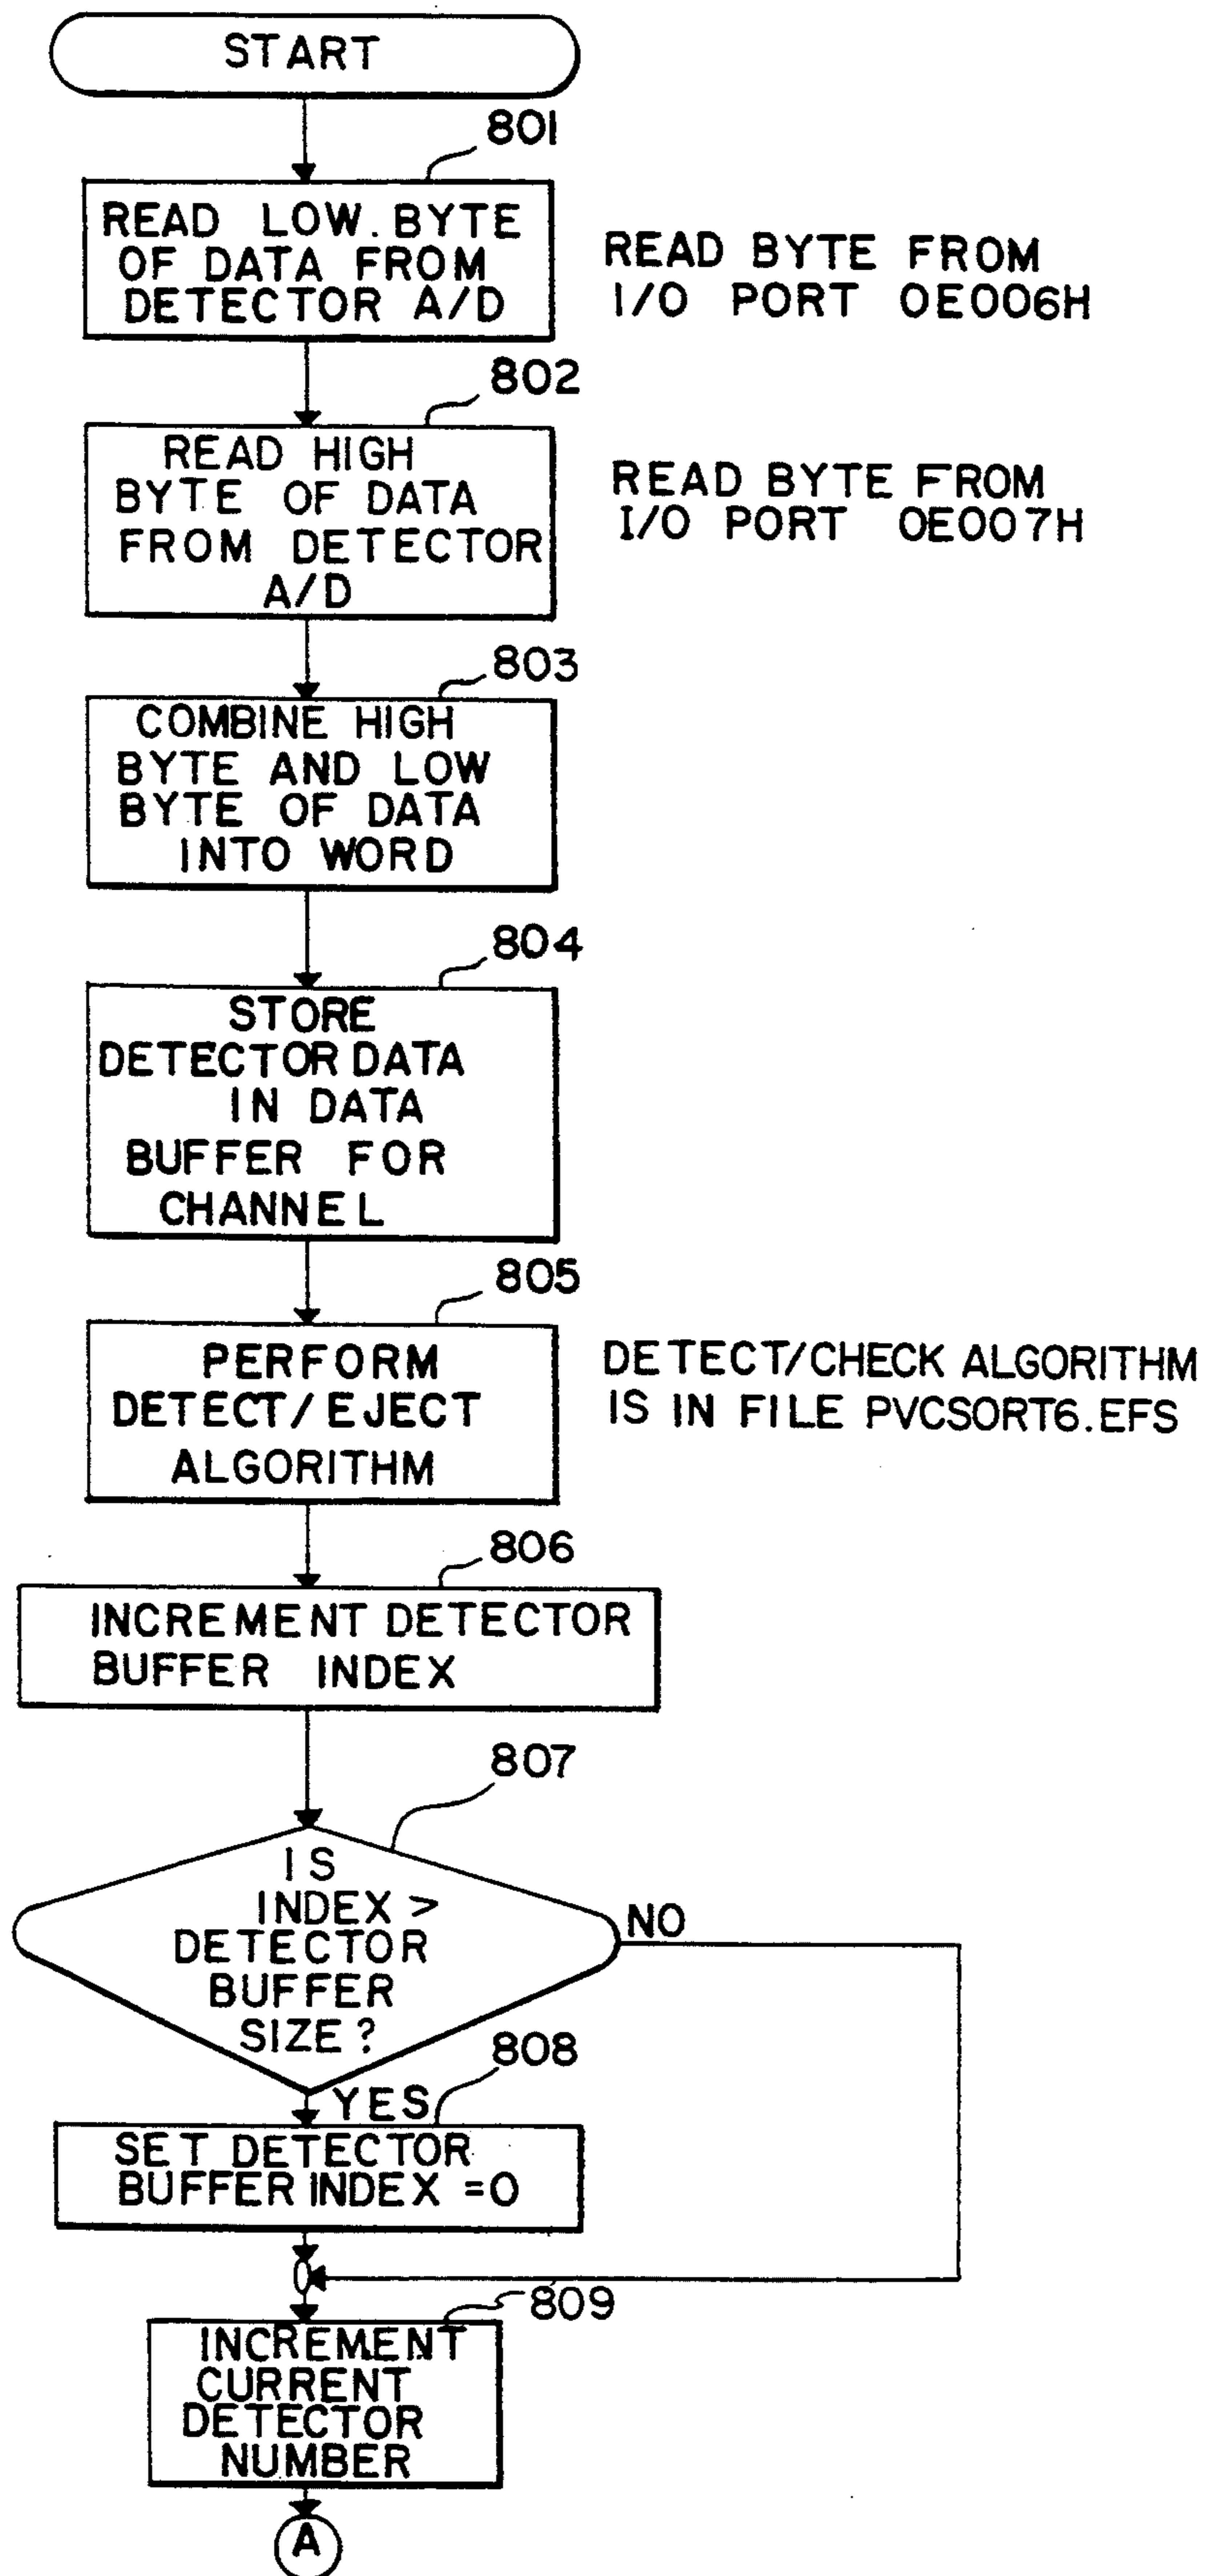 START
801
READ LOW. BYTE
OF DATA FROM
DETECTOR A/D
READ BYTE FROM
I/O PORT 0E006H
802
READ HIGH
BYTE OF DATA
FROM DETECTOR
A/D
READ BYTE FROM
I/O PORT 0E007H
803
COMBINE HIGH
BYTE AND LOW
BYTE OF DATA
INTO WORD
804
STORE
DETECTOR DATA
IN DATA
BUFFER FOR
CHANNEL
805
PERFORM
DETECT/EJECT
ALGORITHM
DETECT/CHECK ALGORITHM
IS IN FILE PVCSORT6.EFS
806
INCREMENT DETECTOR
BUFFER INDEX
807
IS
INDEX >
DETECTOR
BUFFER
SIZE?
NO
808
YES
SET DETECTOR
BUFFER INDEX =0
809
INCREMENT
CURRENT
DETECTOR
NUMBER
A